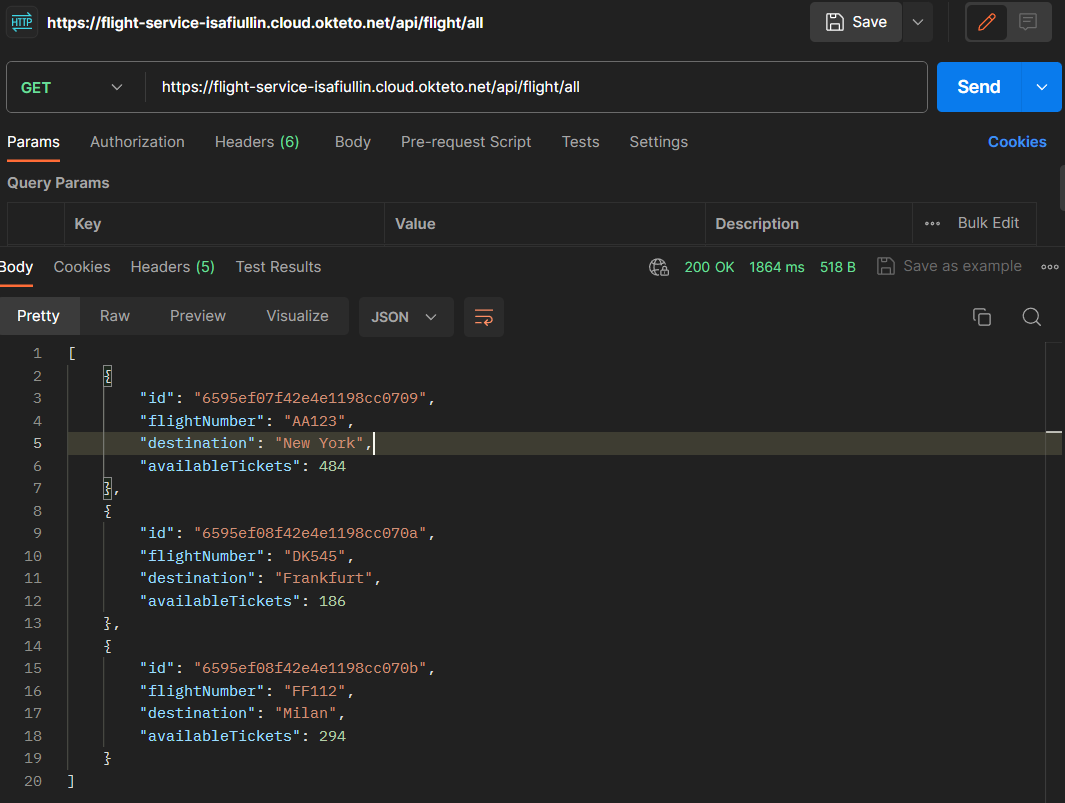 HTTP https://flight-service-isafiullin.cloud.okteto.net/api/flight/all Save
GET https://flight-service-isafiullin.cloud.okteto.net/api/flight/all Send
Params Authorization Headers (6) Body Pre-request Script Tests Settings Cookies
Query Params
Key Value Description Bulk Edit
Body Cookies Headers (5) Test Results 200 OK 1864 ms 518 B Save as example
Pretty Raw Preview Visualize JSON
1 [
2 {
3 "id": "6595ef07f42e4e1198cc0709",
4 "flightNumber": "AA123",
5 "destination": "New York",
6 "availableTickets": 484
7 },
8 {
9 "id": "6595ef08f42e4e1198cc070a",
10 "flightNumber": "DK545",
11 "destination": "Frankfurt",
12 "availableTickets": 186
13 },
14 {
15 "id": "6595ef08f42e4e1198cc070b",
16 "flightNumber": "FF112",
17 "destination": "Milan",
18 "availableTickets": 294
19 }
20 ]